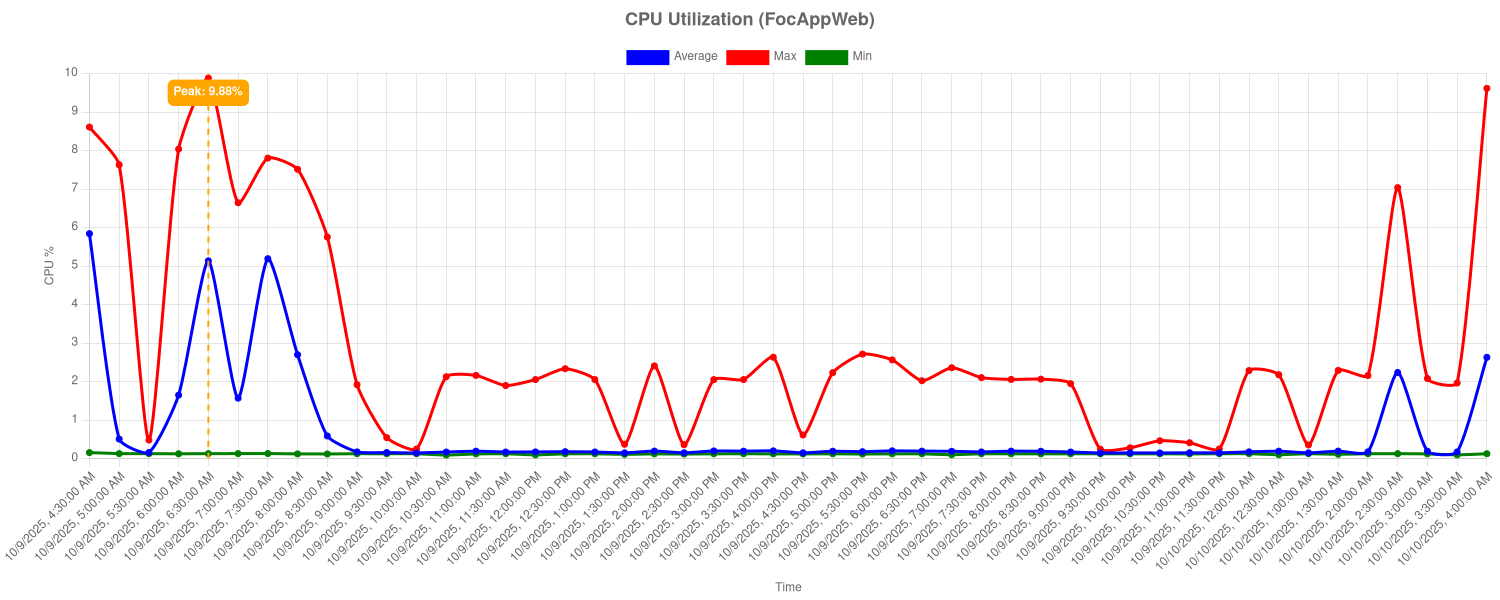 CPU Utilization (FocAppWeb)
Average Max Min
Peak: 9.88%
10
9
8
7
6
5
4
3
2
1
0
CPU %
10/9/2025, 4:30:00 AM
10/9/2025, 5:00:00 AM
10/9/2025, 5:30:00 AM
10/9/2025, 6:00:00 AM
10/9/2025, 6:30:00 AM
10/9/2025, 7:00:00 AM
10/9/2025, 7:30:00 AM
10/9/2025, 8:00:00 AM
10/9/2025, 8:30:00 AM
10/9/2025, 9:00:00 AM
10/9/2025, 9:30:00 AM
10/9/2025, 10:00:00 AM
10/9/2025, 10:30:00 AM
10/9/2025, 11:00:00 AM
10/9/2025, 11:30:00 AM
10/9/2025, 12:00:00 PM
10/9/2025, 12:30:00 PM
10/9/2025, 1:00:00 PM
10/9/2025, 1:30:00 PM
10/9/2025, 2:00:00 PM
10/9/2025, 2:30:00 PM
10/9/2025, 3:00:00 PM
10/9/2025, 3:30:00 PM
10/9/2025, 4:00:00 PM
10/9/2025, 4:30:00 PM
10/9/2025, 5:00:00 PM
10/9/2025, 5:30:00 PM
10/9/2025, 6:00:00 PM
10/9/2025, 6:30:00 PM
10/9/2025, 7:00:00 PM
10/9/2025, 7:30:00 PM
10/9/2025, 8:00:00 PM
10/9/2025, 8:30:00 PM
10/9/2025, 9:00:00 PM
10/9/2025, 9:30:00 PM
10/9/2025, 10:00:00 PM
10/9/2025, 10:30:00 PM
10/9/2025, 11:00:00 PM
10/9/2025, 11:30:00 PM
10/10/2025, 12:00:00 AM
10/10/2025, 12:30:00 AM
10/10/2025, 1:00:00 AM
10/10/2025, 1:30:00 AM
10/10/2025, 2:00:00 AM
10/10/2025, 2:30:00 AM
10/10/2025, 3:00:00 AM
10/10/2025, 3:30:00 AM
10/10/2025, 4:00:00 AM
Time